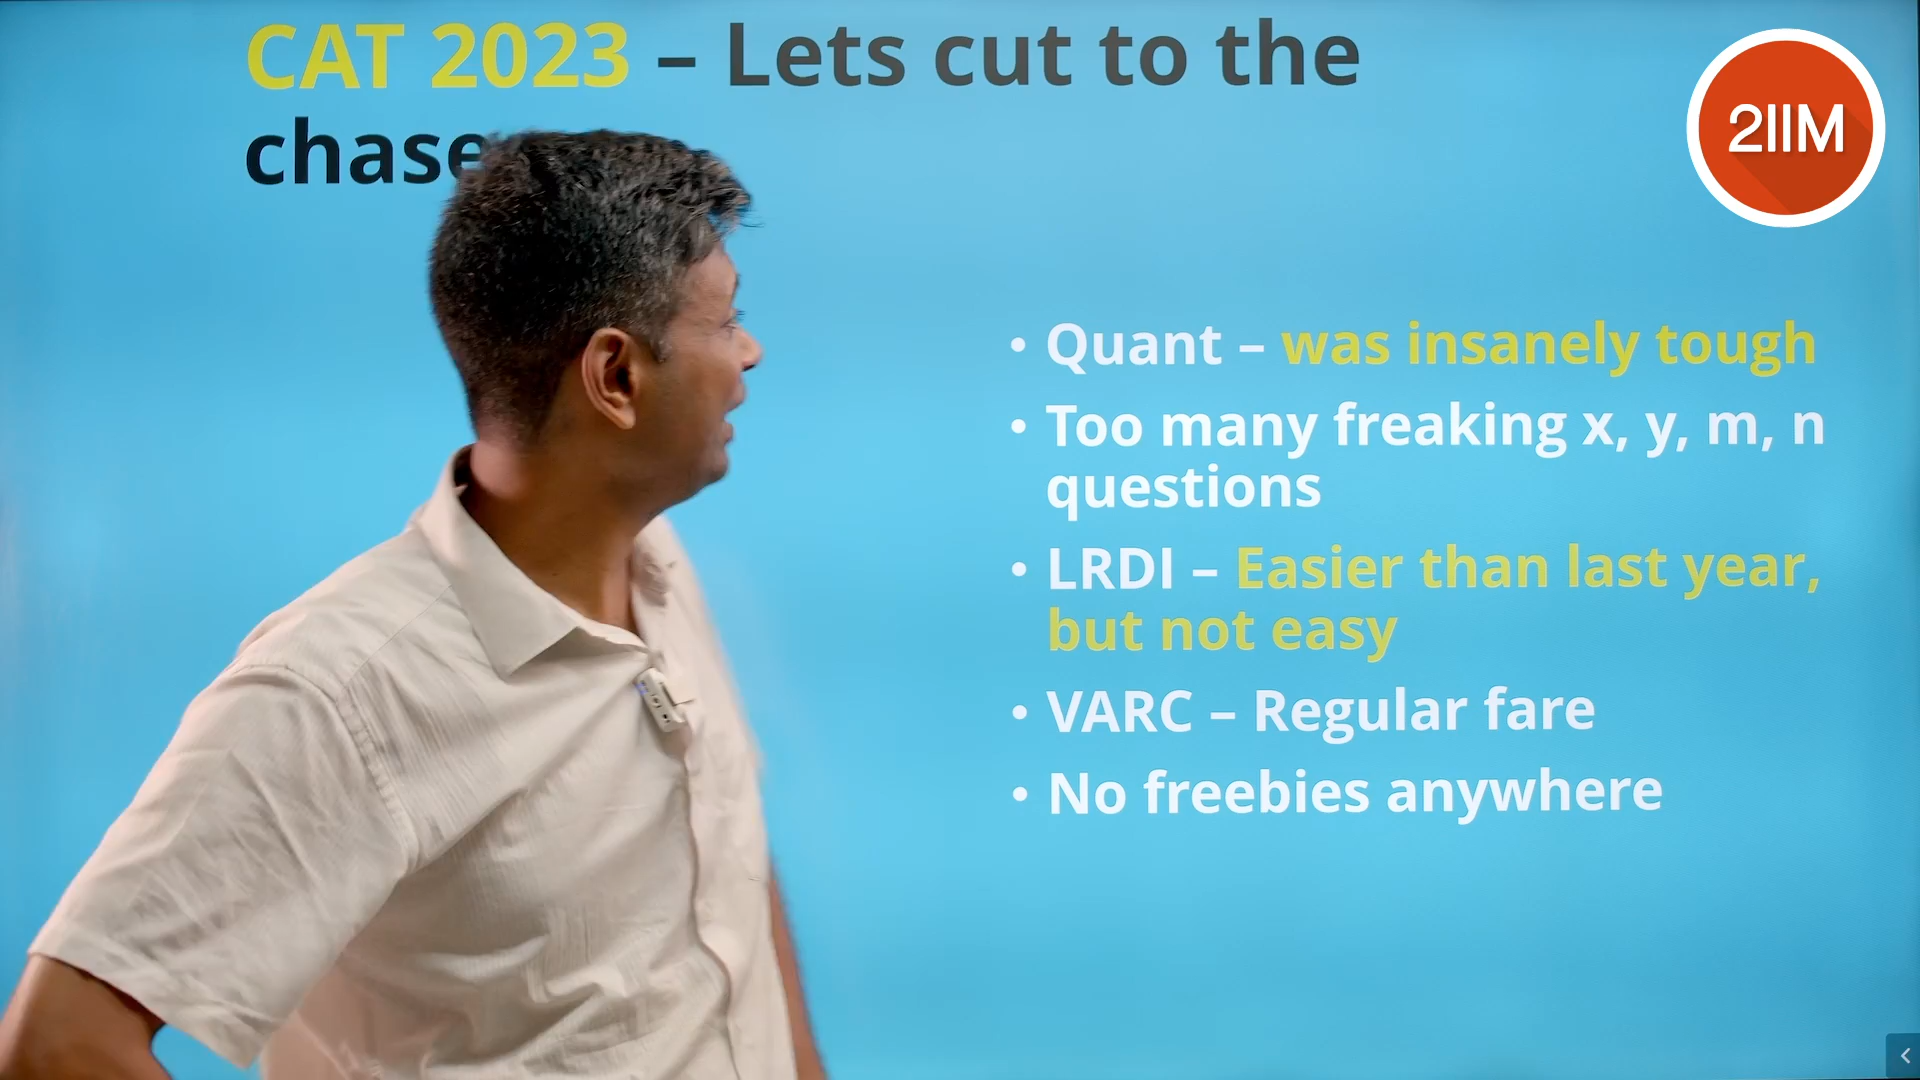 CAT 2023 – Lets cut to the
chase
2IIM
• Quant – was insanely tough
• Too many freaking x, y, m, n
questions
• LRDI – Easier than last year,
but not easy
• VARC – Regular fare
• No freebies anywhere